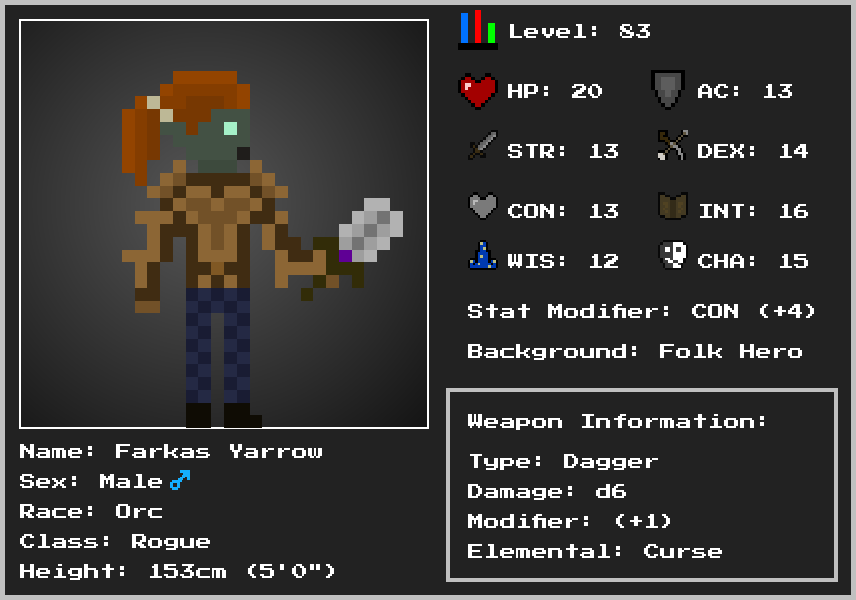 Level: 83
HP: 20 AC: 13
STR: 13 DEX: 14
CON: 13 INT: 16
WIS: 12 CHA: 15
Stat Modifier: CON (+4)
Background: Folk Hero
Weapon Information:
Type: Dagger
Damage: d6
Modifier: (+1)
Elemental: Curse
Name: Farkas Yarrow
Sex: Male♂
Race: Orc
Class: Rogue
Height: 153cm (5'0")